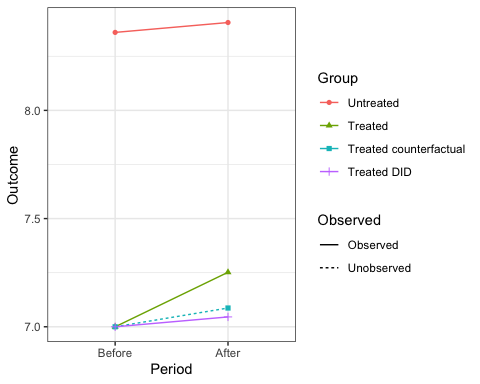 Outcome
8.0
7.5
7.0
Before After
Period
Group
Untreated
Treated
Treated counterfactual
Treated DID
Observed
Observed
Unobserved